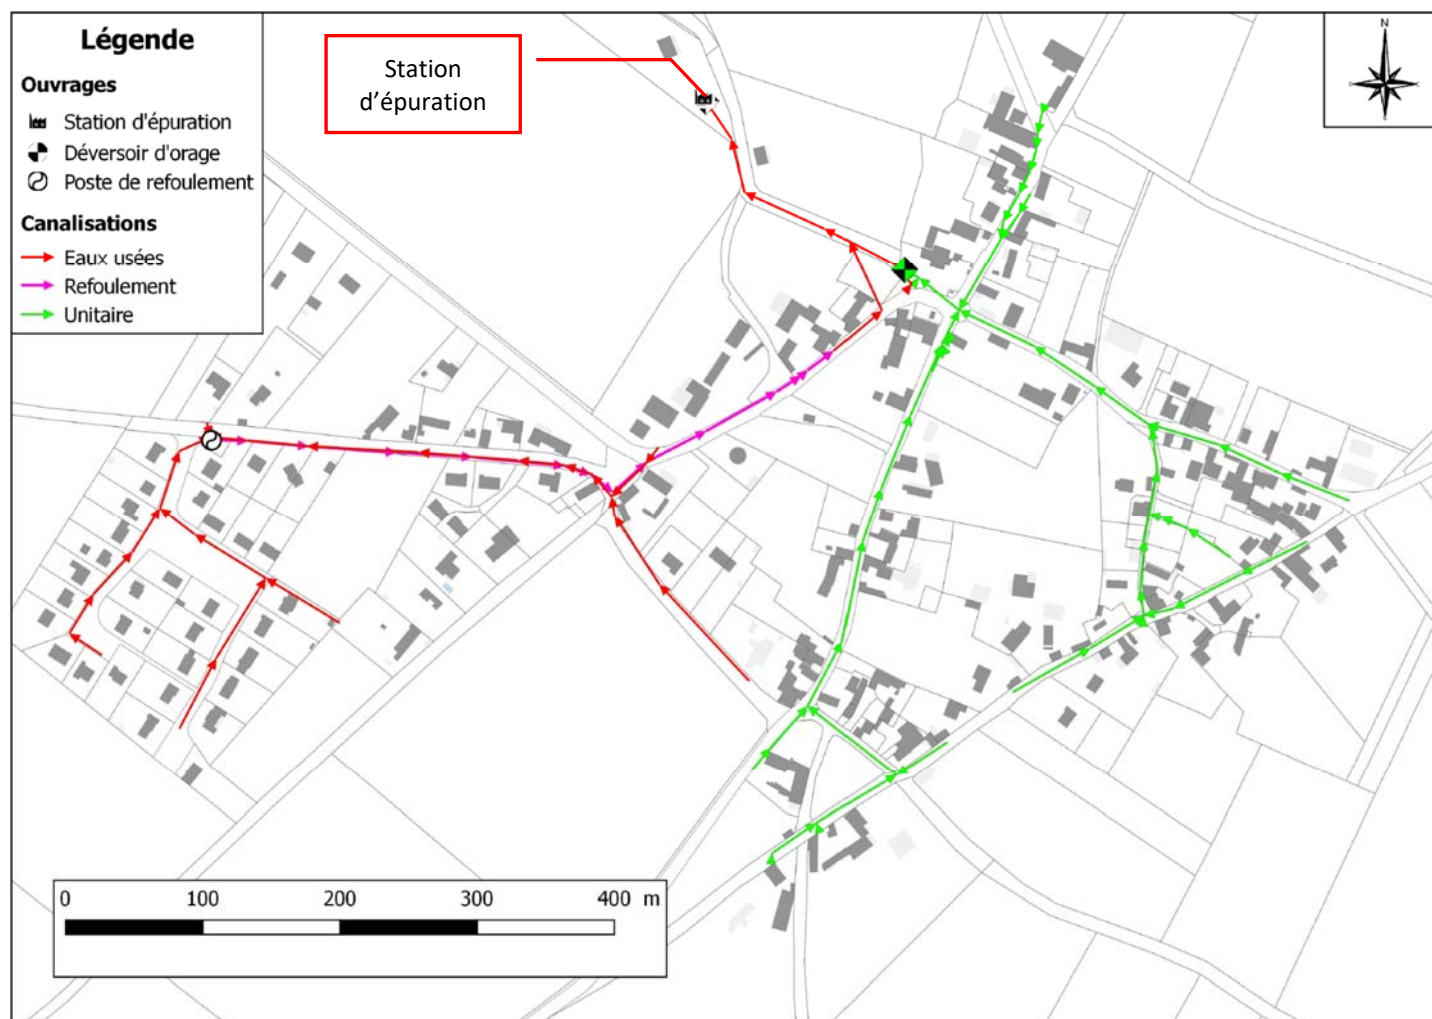 Légende
Ouvrages
Station d'épuration
Déversoir d'orage
Poste de refoulement
Canalisations
Eaux usées
Refoulement
Unitaire
Station
d’épuration
N
0 100 200 300 400 m